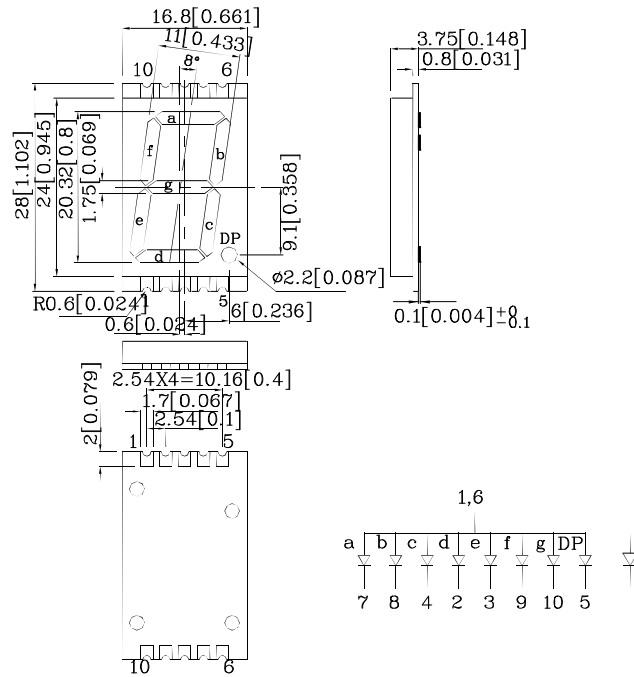 16.8[0.661]
11[0.433]
8°
10
6
3.75[0.148]
0.8[0.031]
28[1.102]
24[0.945]
20.32[0.8]
1.75[0.069]
a
f
b
g
e
c
d
DP
9.1[0.358]
ø2.2[0.087]
R0.6[0.024]
1
5
6[0.236]
0.6[0.024]
0.1[0.004]+0 -0.1
2.54X4=10.16[0.4]
1.7[0.067]
2.54[0.1]
2[0.079]
1
5
10
6
1,6
a b c d e f g DP
7 8 4 2 3 9 10 5